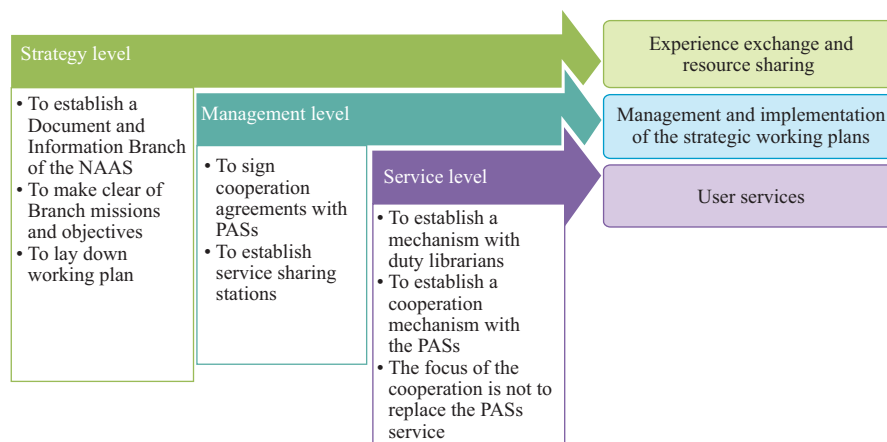 Strategy level
Experience exchange and
resource sharing
• To establish a
Document and
Information Branch
of the NAAS
• To make clear of
Branch missions
and objectives
• To lay down
working plan
Management level
Management and implementation
of the strategic working plans
• To sign
cooperation
agreements with
PASs
• To establish
service sharing
stations
Service level
User services
• To establish a
mechanism with
duty librarians
• To establish a
cooperation
mechanism with
the PASs
• The focus of the
cooperation is not to
replace the PASs
service